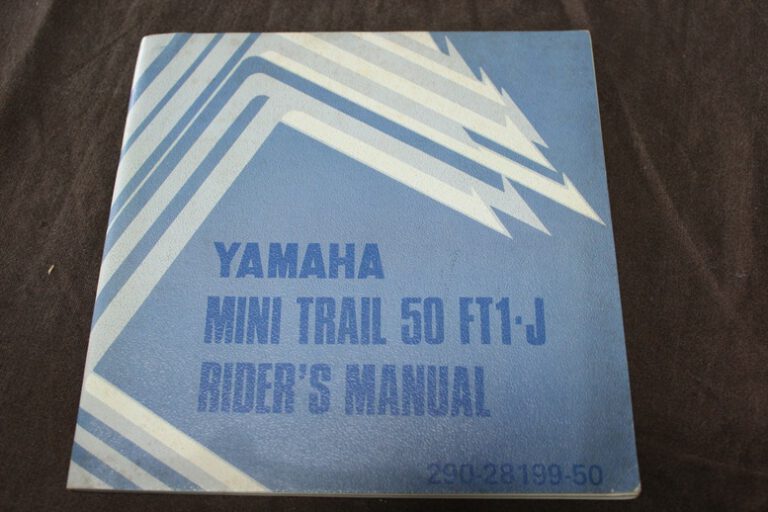 YAMAHA
MINI TRAIL 50 FT1·J
RIDER'S MANUAL
290-28199-50